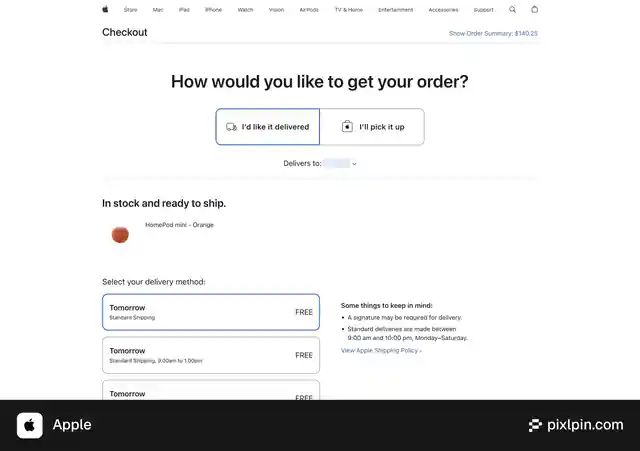 Store Mac iPad iPhone Watch Vision AirPods TV & Home Entertainment Accessories Support
Checkout
Show Order Summary: $140.25
How would you like to get your order?
I'd like it delivered
I'll pick it up
Delivers to:
In stock and ready to ship.
HomePod mini - Orange
Select your delivery method:
Tomorrow
Standard Shipping
FREE
Tomorrow
Standard Shipping, 9:00am to 1:00pm
FREE
Tomorrow
FREE
Some things to keep in mind:
• A signature may be required for delivery.
• Standard deliveries are made between
9:00 am and 10:00 pm, Monday–Saturday.
View Apple Shipping Policy ›
Apple
pixlpin.com